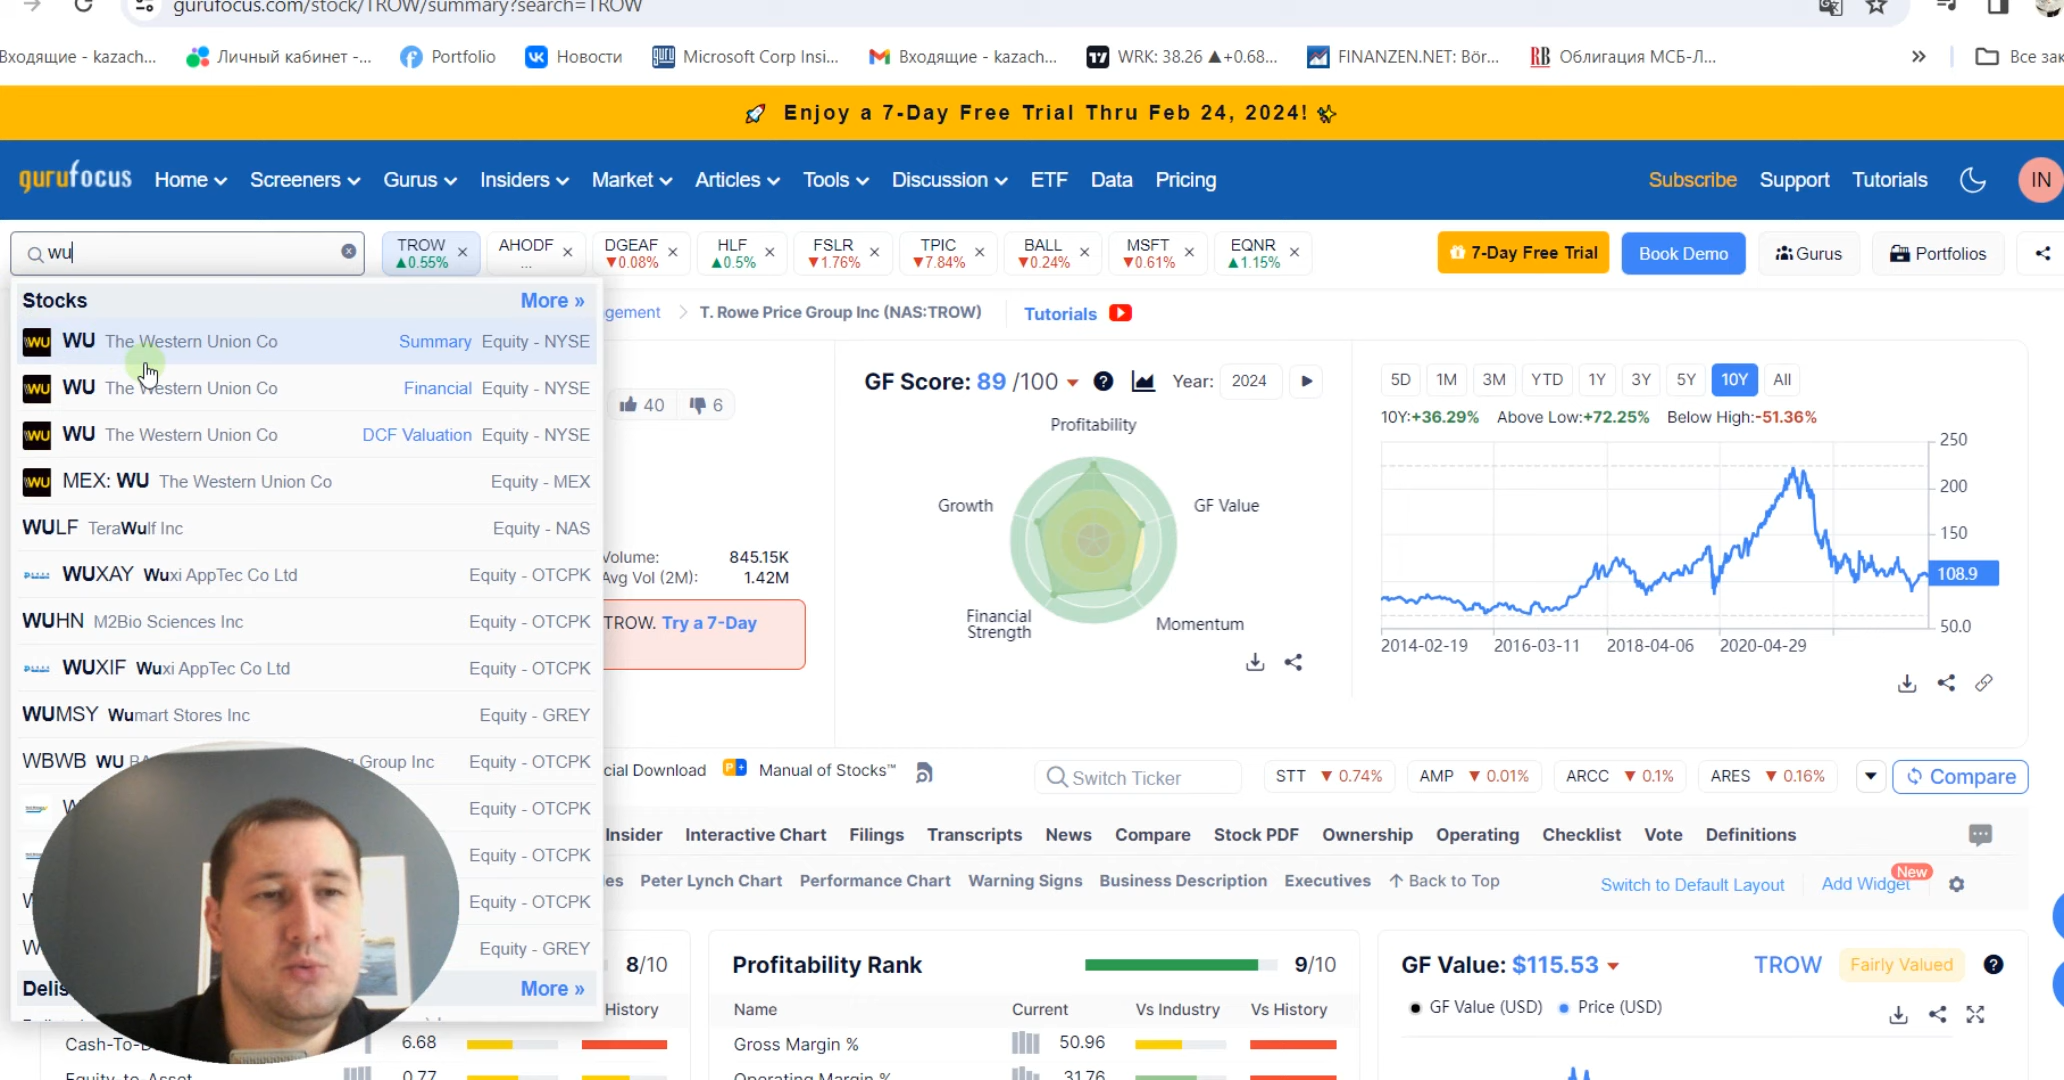 gurufocus.com/stock/TROW/summary?search=TROW
Входящие - kazach...
Личный кабинет -...
Portfolio
Новости
Microsoft Corp Insi...
Входящие - kazach...
WRK: 38.26 ▲+0.68...
FINANZEN.NET: Bör...
Облигация МСБ-Л...
»
Все зак
Enjoy a 7-Day Free Trial Thru Feb 24, 2024!
gurufocus Home Screeners Gurus Insiders Market Articles Tools Discussion ETF Data Pricing
Subscribe Support Tutorials IN
wu
TROW ▲0.55%
AHODF ...
DGEAF ▼0.08%
HLF ▲0.5%
FSLR ▼1.76%
TPIC ▼7.84%
BALL ▼0.24%
MSFT ▼0.61%
EQNR ▲1.15%
7-Day Free Trial
Book Demo
Gurus
Portfolios
Stocks More »
WU The Western Union Co Summary Equity - NYSE
WU The Western Union Co Financial Equity - NYSE
WU The Western Union Co DCF Valuation Equity - NYSE
MEX: WU The Western Union Co Equity - MEX
WULF TeraWulf Inc Equity - NAS
WUXAY Wuxi AppTec Co Ltd Equity - OTCPK
WUHN M2Bio Sciences Inc Equity - OTCPK
WUXIF Wuxi AppTec Co Ltd Equity - OTCPK
WUMSY Wumart Stores Inc Equity - GREY
WBWB WU Group Inc Equity - OTCPK
Equity - OTCPK
Equity - OTCPK
Equity - OTCPK
Equity - GREY
More »
gement T. Rowe Price Group Inc (NAS:TROW) Tutorials
40 6
Volume: 845.15K
Avg Vol (2M): 1.42M
TROW. Try a 7-Day
GF Score: 89 /100 Year: 2024
Profitability
Growth
GF Value
Financial
Strength
Momentum
5D 1M 3M YTD 1Y 3Y 5Y 10Y All
10Y:+36.29% Above Low:+72.25% Below High:-51.36%
250
200
150
108.9
50.0
2014-02-19 2016-03-11 2018-04-06 2020-04-29
cial Download Manual of Stocks™
Switch Ticker
STT ▼ 0.74%
AMP ▼ 0.01%
ARCC ▼ 0.1%
ARES ▼ 0.16%
Compare
Insider Interactive Chart Filings Transcripts News Compare Stock PDF Ownership Operating Checklist Vote Definitions
es Peter Lynch Chart Performance Chart Warning Signs Business Description Executives ↑ Back to Top
Switch to Default Layout Add Widget New
8/10
History
6.68
0.77
Profitability Rank 9/10
Name Current Vs Industry Vs History
Gross Margin % 50.96
Operating Margin % 31.76
GF Value: $115.53 TROW Fairly Valued
GF Value (USD) Price (USD)